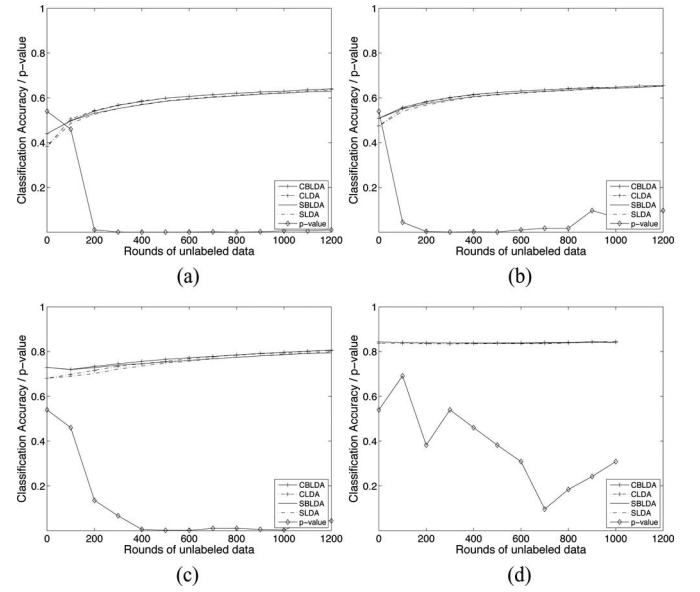 1
0.8
0.6
0.4
0.2
Classification Accuracy / p-value
CBLDA
CLDA
SBLDA
SLDA
p-value
0 200 400 600 800 1000 1200
Rounds of unlabeled data
(a)
1
0.8
0.6
0.4
0.2
Classification Accuracy / p-value
CBLDA
CLDA
SBLDA
SLDA
p-value
0 200 400 600 800 1000 1200
Rounds of unlabeled data
(b)
1
0.8
0.6
0.4
0.2
Classification Accuracy / p-value
CBLDA
CLDA
SBLDA
SLDA
p-value
0 200 400 600 800 1000 1200
Rounds of unlabeled data
(c)
1
0.8
0.6
0.4
0.2
Classification Accuracy / p-value
CBLDA
CLDA
SBLDA
SLDA
p-value
0 200 400 600 800 1000 1200
Rounds of unlabeled data
(d)